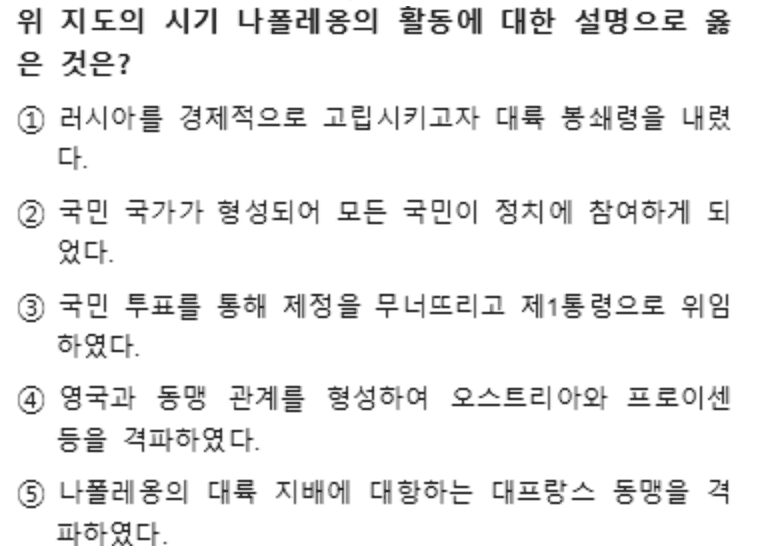 위 지도의 시기 나폴레옹의 활동에 대한 설명으로 옳
은 것은?
① 러시아를 경제적으로 고립시키고자 대륙 봉쇄령을 내렸
다.
② 국민 국가가 형성되어 모든 국민이 정치에 참여하게 되
었다.
③ 국민 투표를 통해 제정을 무너뜨리고 제1통령으로 위임
하였다.
④ 영국과 동맹 관계를 형성하여 오스트리아와 프로이센
등을 격파하였다.
⑤ 나폴레옹의 대륙 지배에 대항하는 대프랑스 동맹을 격
파하였다.